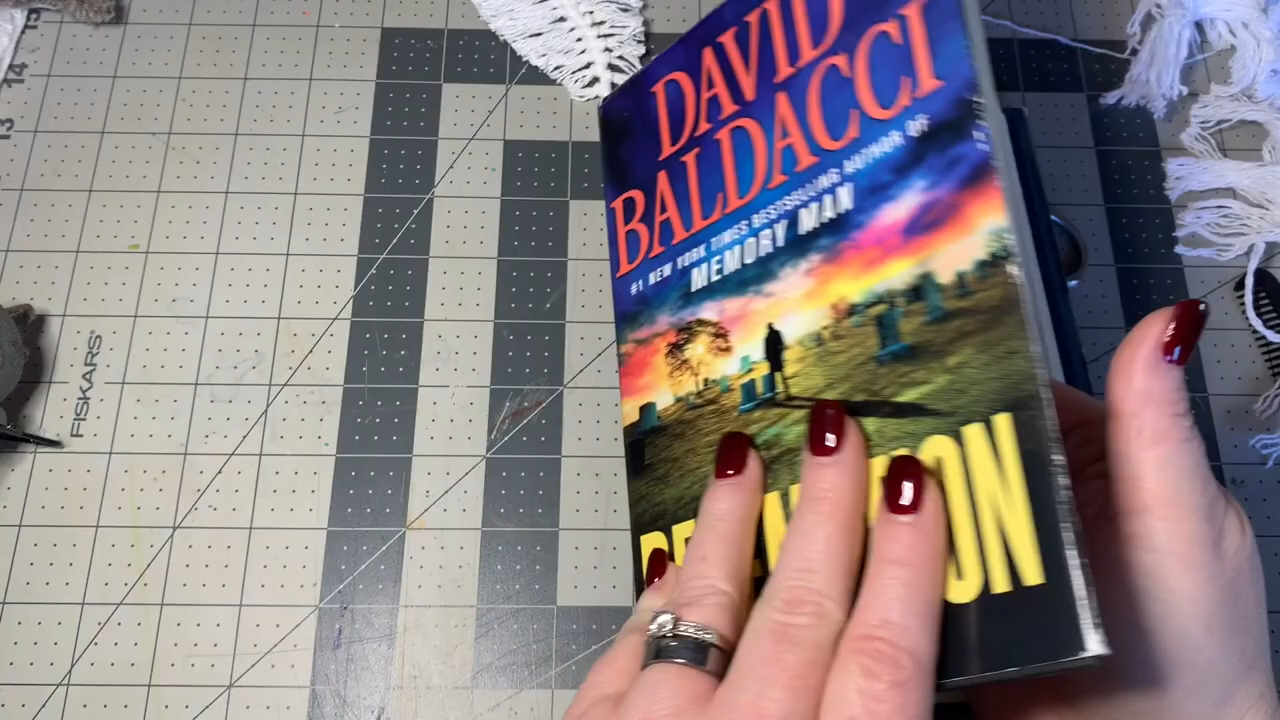 DAVID
BALDACCI
#1 NEW YORK TIMES BESTSELLING AUTHOR OF
MEMORY MAN
FISKARS
14
13